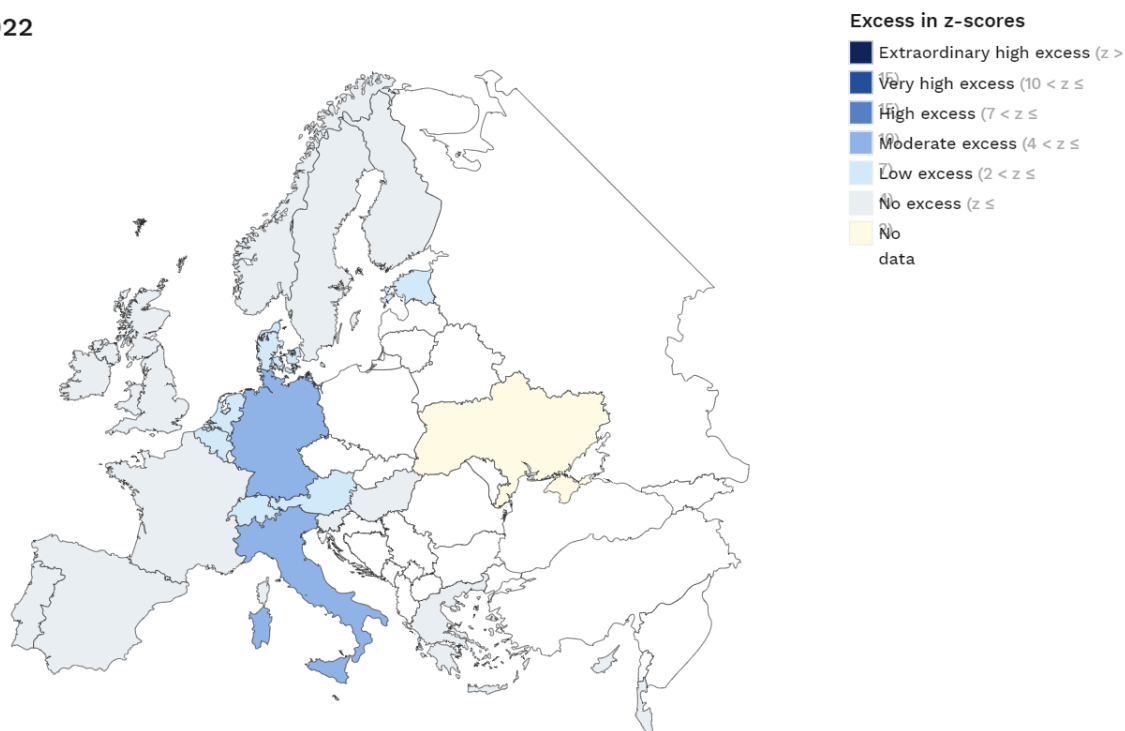 022
Excess in z-scores
Extraordinary high excess (z >
15)
Very high excess (10 < z ≤
15)
High excess (7 < z ≤
10)
Moderate excess (4 < z ≤
7)
Low excess (2 < z ≤
4)
No excess (z ≤
2)
No
data